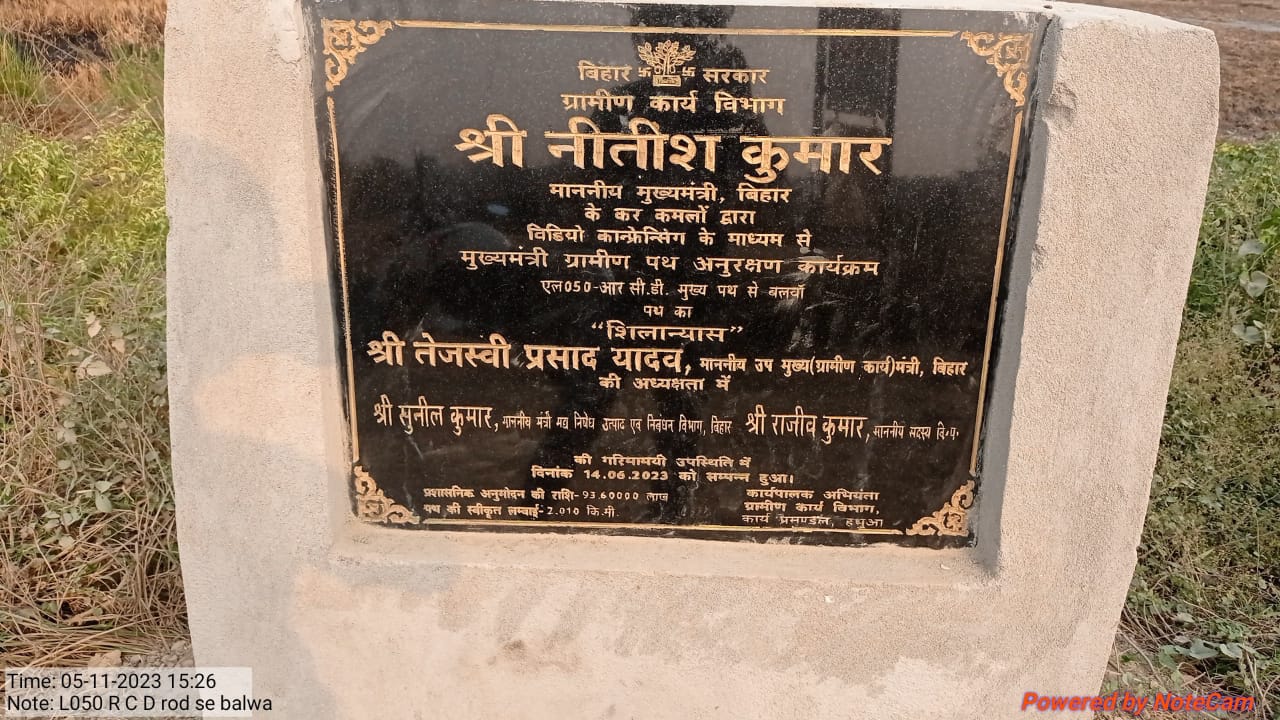 बिहार सरकार
ग्रामीण कार्य विभाग
श्री नीतीश कुमार
माननीय मुख्यमंत्री, बिहार
के कर कमलों द्वारा
विडियो कान्फ्रेन्सिंग के माध्यम से
मुख्यमंत्री ग्रामीण पथ अनुरक्षण कार्यक्रम
एल050-आर सी.डी. मुख्य पथ से बलवाँ
पथ का
“शिलान्यास”
श्री तेजस्वी प्रसाद यादव, माननीय उप मुख्य(ग्रामीण कार्य)मंत्री, बिहार
की अध्यक्षता में
श्री सुनील कुमार, माननीय मंत्री मद्य निषेध उत्पाद एवं निबंधन विभाग, बिहार श्री राजीव कुमार, माननीय सदस्य वि०प०
की गरिमामयी उपस्थिति में
दिनांक 14.06.2023 को सम्पन्न हुआ।
प्रशासनिक अनुमोदन की राशि-93.60000 लाख
पथ की स्वीकृत लम्बाई-2.010 कि.मी.
कार्यपालक अभियंता
ग्रामीण कार्य विभाग,
कार्य प्रमण्डल, हथुआ
Time: 05-11-2023 15:26
Note: L050 R C D rod se balwa
Powered by NoteCam